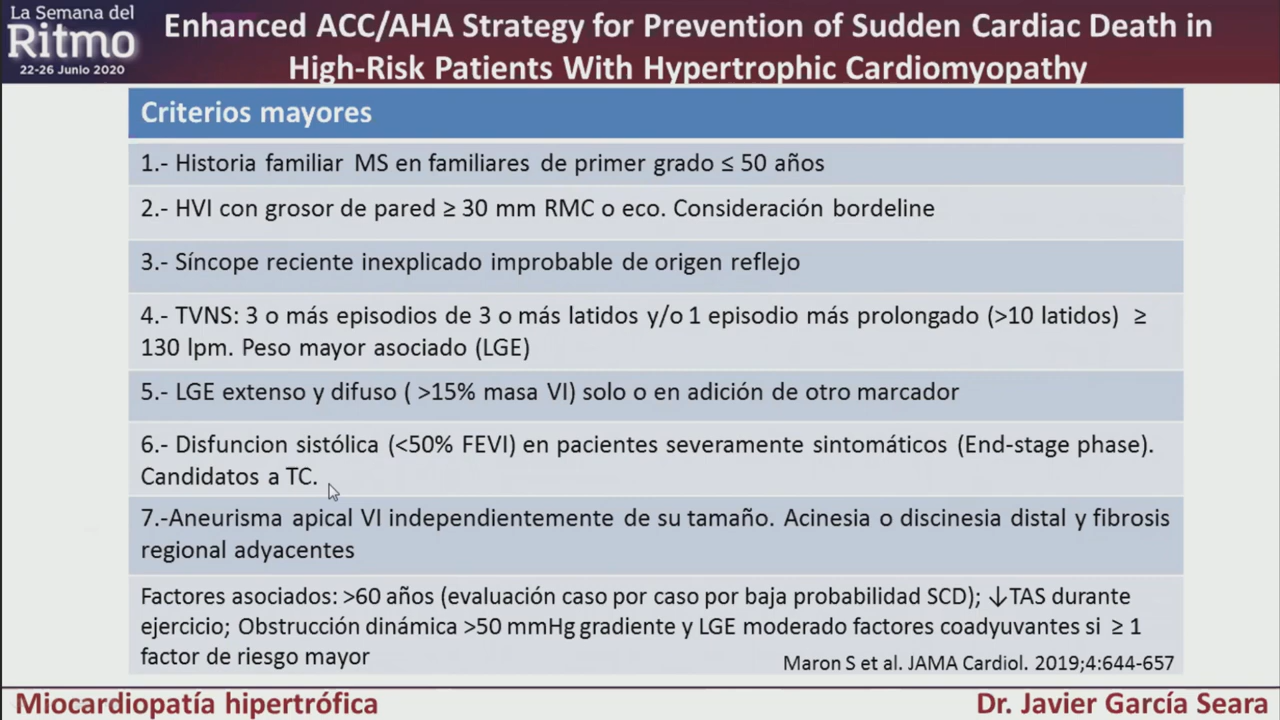 La Semana del
Ritmo
22-26 Junio 2020
Enhanced ACC/AHA Strategy for Prevention of Sudden Cardiac Death in
High-Risk Patients With Hypertrophic Cardiomyopathy
Criterios mayores
1.- Historia familiar MS en familiares de primer grado ≤ 50 años
2.- HVI con grosor de pared ≥ 30 mm RMC o eco. Consideración bordeline
3.- Síncope reciente inexplicado improbable de origen reflejo
4.- TVNS: 3 o más episodios de 3 o más latidos y/o 1 episodio más prolongado (>10 latidos) ≥
130 lpm. Peso mayor asociado (LGE)
5.- LGE extenso y difuso ( >15% masa VI) solo o en adición de otro marcador
6.- Disfuncion sistólica (<50% FEVI) en pacientes severamente sintomáticos (End-stage phase).
Candidatos a TC.
7.-Aneurisma apical VI independientemente de su tamaño. Acinesia o discinesia distal y fibrosis
regional adyacentes
Factores asociados: >60 años (evaluación caso por caso por baja probabilidad SCD); ↓TAS durante
ejercicio; Obstrucción dinámica >50 mmHg gradiente y LGE moderado factores coadyuvantes si ≥ 1
factor de riesgo mayor
Maron S et al. JAMA Cardiol. 2019;4:644-657
Miocardiopatía hipertrófica
Dr. Javier García Seara